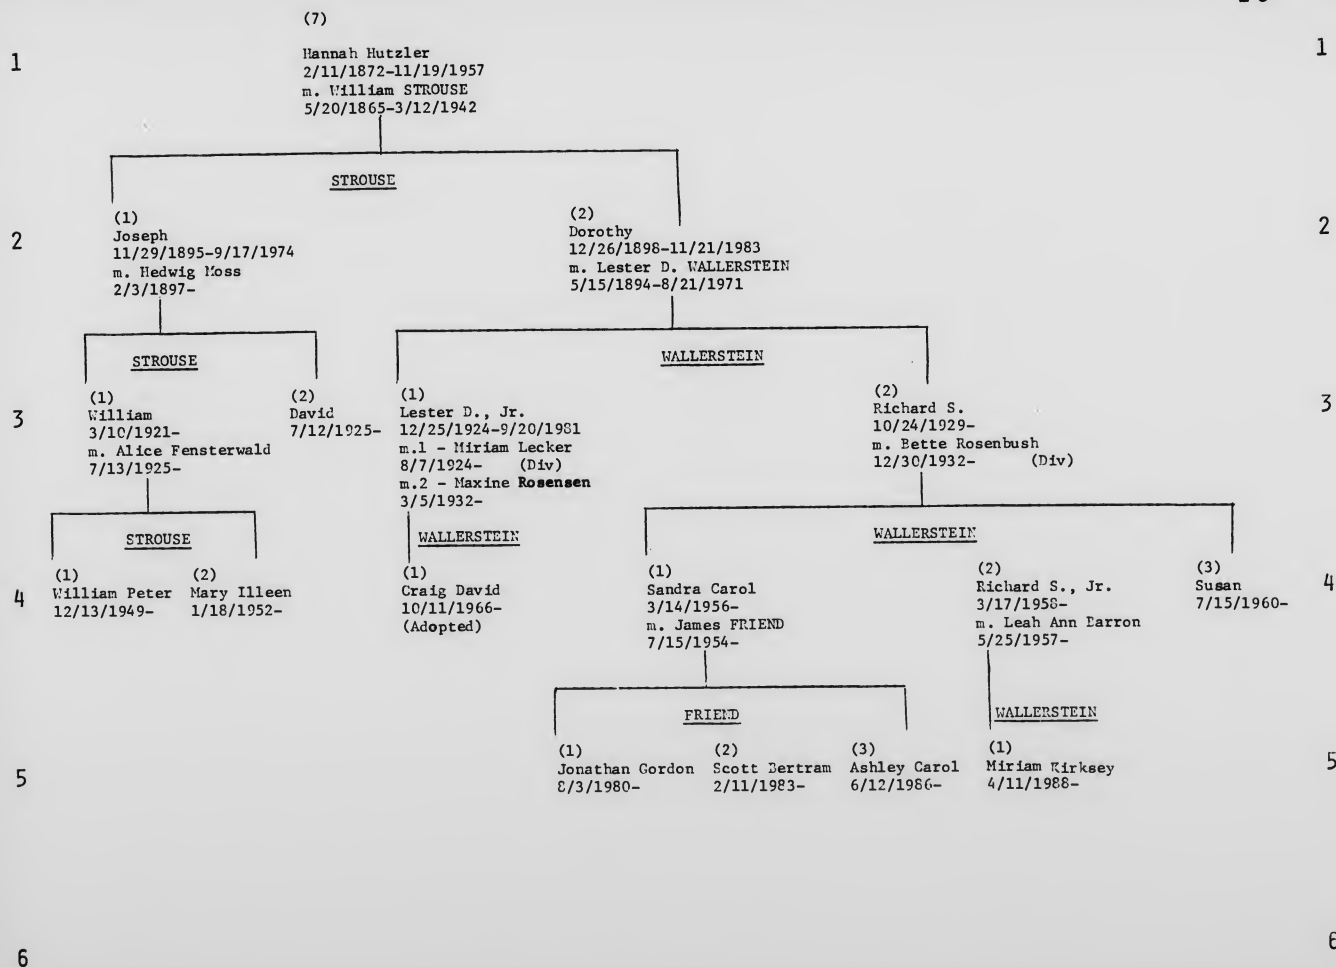 (7)
1
1
Hannah Hutzler
2/11/1872-11/19/1957
m. William STROUSE
5/20/1865-3/12/1942
STROUSE
(1)
Joseph
11/29/1895-9/17/1974
m. Hedwig Moss
2/3/1897-
(2)
Dorothy
12/26/1898-11/21/1983
m. Lester D. WALLERSTEIN
5/15/1894-8/21/1971
2
2
STROUSE
WALLERSTEIN
3
3
(1)
William
3/10/1921-
m. Alice Fensterwald
7/13/1925-
(2)
David
7/12/1925-
(1)
Lester D., Jr.
12/25/1924-9/20/1981
m.1 - Miriam Lecker
8/7/1924- (Div)
m.2 - Maxine Rosensen
3/5/1932-
(2)
Richard S.
10/24/1929-
m. Bette Rosenbush
12/30/1932- (Div)
STROUSE
WALLERSTEIN
WALLERSTEIN
4
4
(1)
William Peter
12/13/1949-
(2)
Mary Illeen
1/18/1952-
(1)
Craig David
10/11/1966-
(Adopted)
(1)
Sandra Carol
3/14/1956-
m. James FRIEND
7/15/1954-
(2)
Richard S., Jr.
3/17/1958-
m. Leah Ann Barron
5/25/1957-
(3)
Susan
7/15/1960-
FRIEND
WALLERSTEIN
5
5
(1)
Jonathan Gordon
8/3/1980-
(2)
Scott Bertram
2/11/1983-
(3)
Ashley Carol
6/12/1986-
(1)
Miriam Kirksey
4/11/1988-
6
6